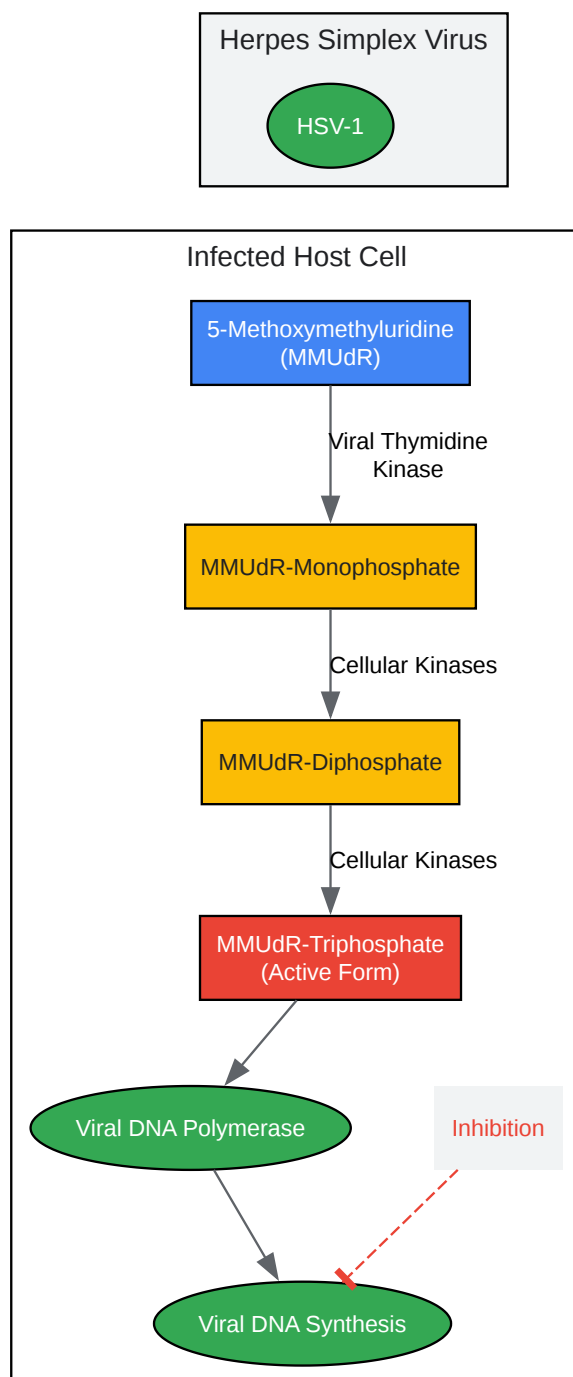 Herpes Simplex Virus
HSV-1
Infected Host Cell
5-Methoxymethyluridine
(MMUdR)
Viral Thymidine
Kinase
MMUdR-Monophosphate
Cellular Kinases
MMUdR-Diphosphate
Cellular Kinases
MMUdR-Triphosphate
(Active Form)
Viral DNA Polymerase
Inhibition
Viral DNA Synthesis